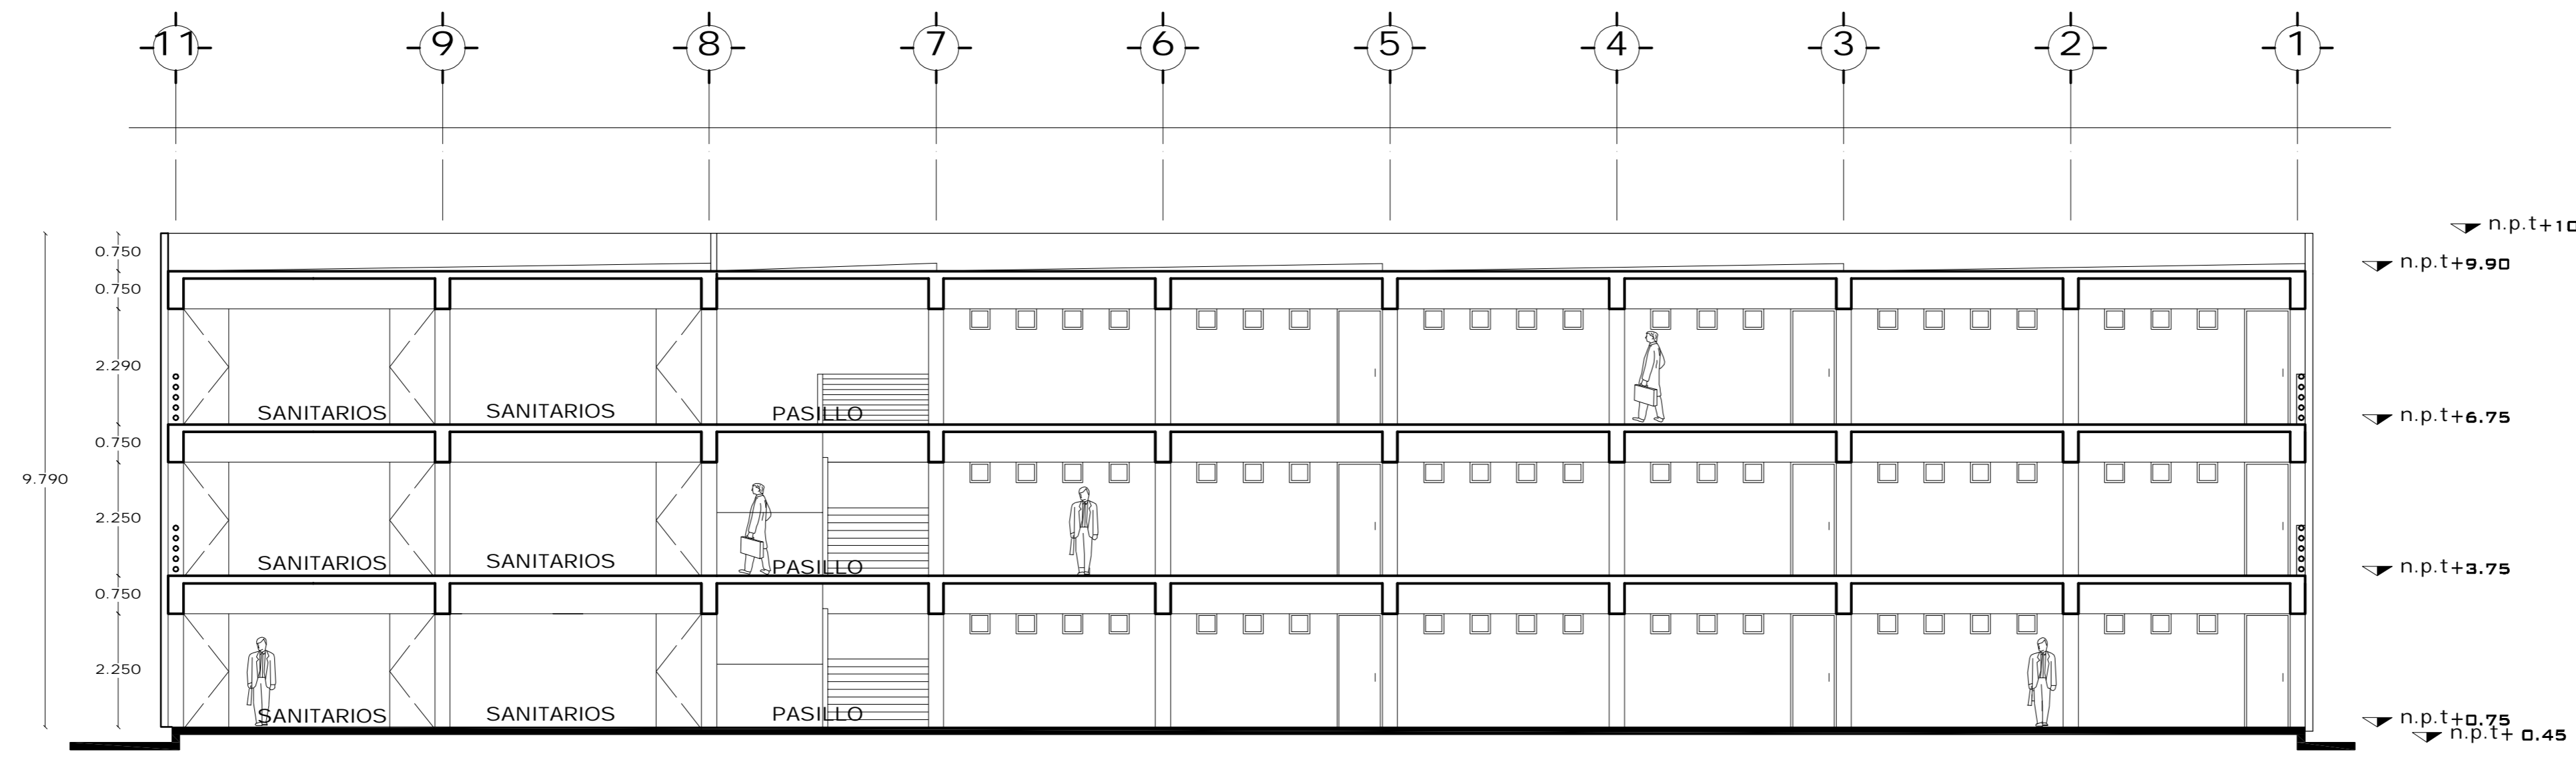 11 9 8 7 6 5 4 3 2 1
n.p.t+10
0.750
n.p.t+9.90
0.750
2.290
SANITARIOS SANITARIOS PASILLO
n.p.t+6.75
0.750
9.790
2.250
SANITARIOS SANITARIOS PASILLO
n.p.t+3.75
0.750
2.250
SANITARIOS SANITARIOS PASILLO
n.p.t+0.75
n.p.t+ 0.45